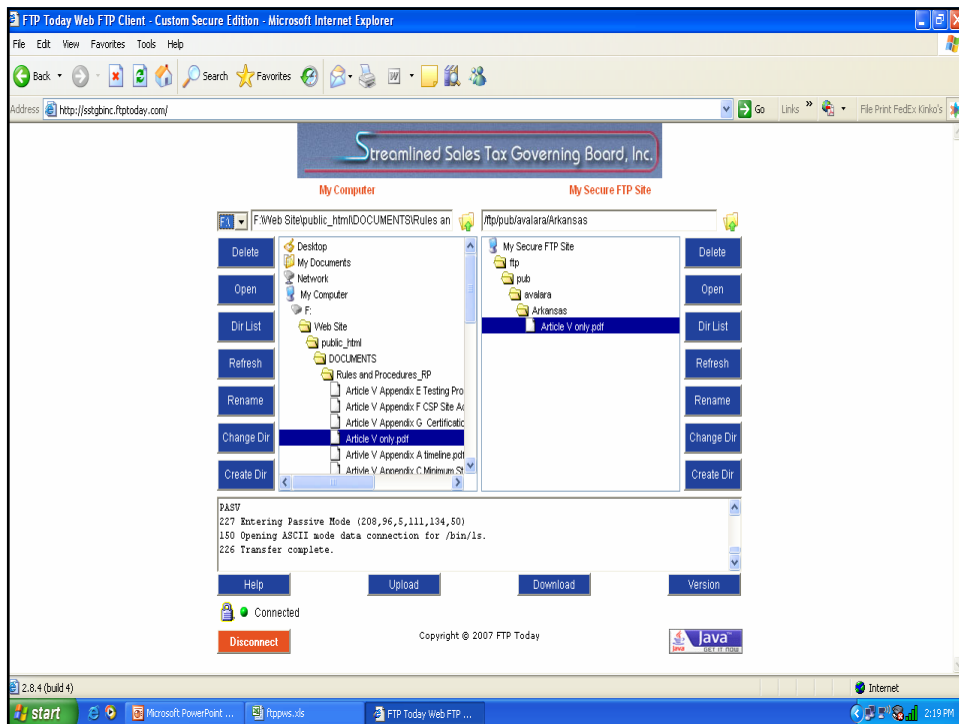 FTP Today Web FTP Client - Custom Secure Edition - Microsoft Internet Explorer
File Edit View Favorites Tools Help
Back Search Favorites
Address http://sstgbinc.ftptoday.com/ Go Links » File Print FedEx Kinko's
Streamlined Sales Tax Governing Board, Inc.
My Computer My Secure FTP Site
F:\ F:\Web Site\public_html\DOCUMENTS\Rules an /ftp/pub/avalara/Arkansas
Delete
Open
Dir List
Refresh
Rename
Change Dir
Create Dir
Desktop
My Documents
Network
My Computer
F:
Web Site
public_html
DOCUMENTS
Rules and Procedures_RP
Article V Appendix E Testing Pro
Article V Appendix F CSP Site Ac
Article V Appendix G Certificatic
Article V only.pdf
Artivle V Appendix A timeline.pdf
Artivle V Appendix C Minimum St
My Secure FTP Site
ftp
pub
avalara
Arkansas
Article V only.pdf
Delete
Open
Dir List
Refresh
Rename
Change Dir
Create Dir
PASV
227 Entering Passive Mode (208,96,5,111,134,50)
150 Opening ASCII mode data connection for /bin/ls.
226 Transfer complete.
Help Upload Download Version
Connected
Disconnect
Copyright © 2007 FTP Today
Java
Java
GET IT NOW
2.8.4 (build 4) Internet
start Microsoft PowerPoint ... ftppws.xls FTP Today Web FTP ... 2:19 PM